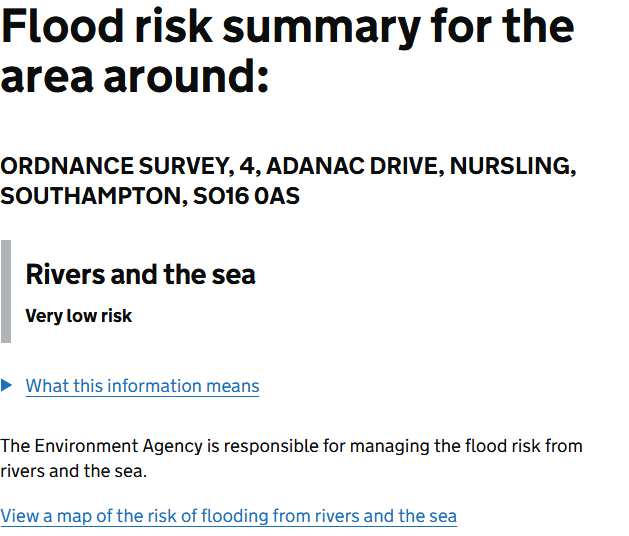 Flood risk summary for the
area around:
ORDNANCE SURVEY, 4, ADANAC DRIVE, NURSLING,
SOUTHAMPTON, SO16 0AS
Rivers and the sea
Very low risk
What this information means
The Environment Agency is responsible for managing the flood risk from
rivers and the sea.
View a map of the risk of flooding from rivers and the sea